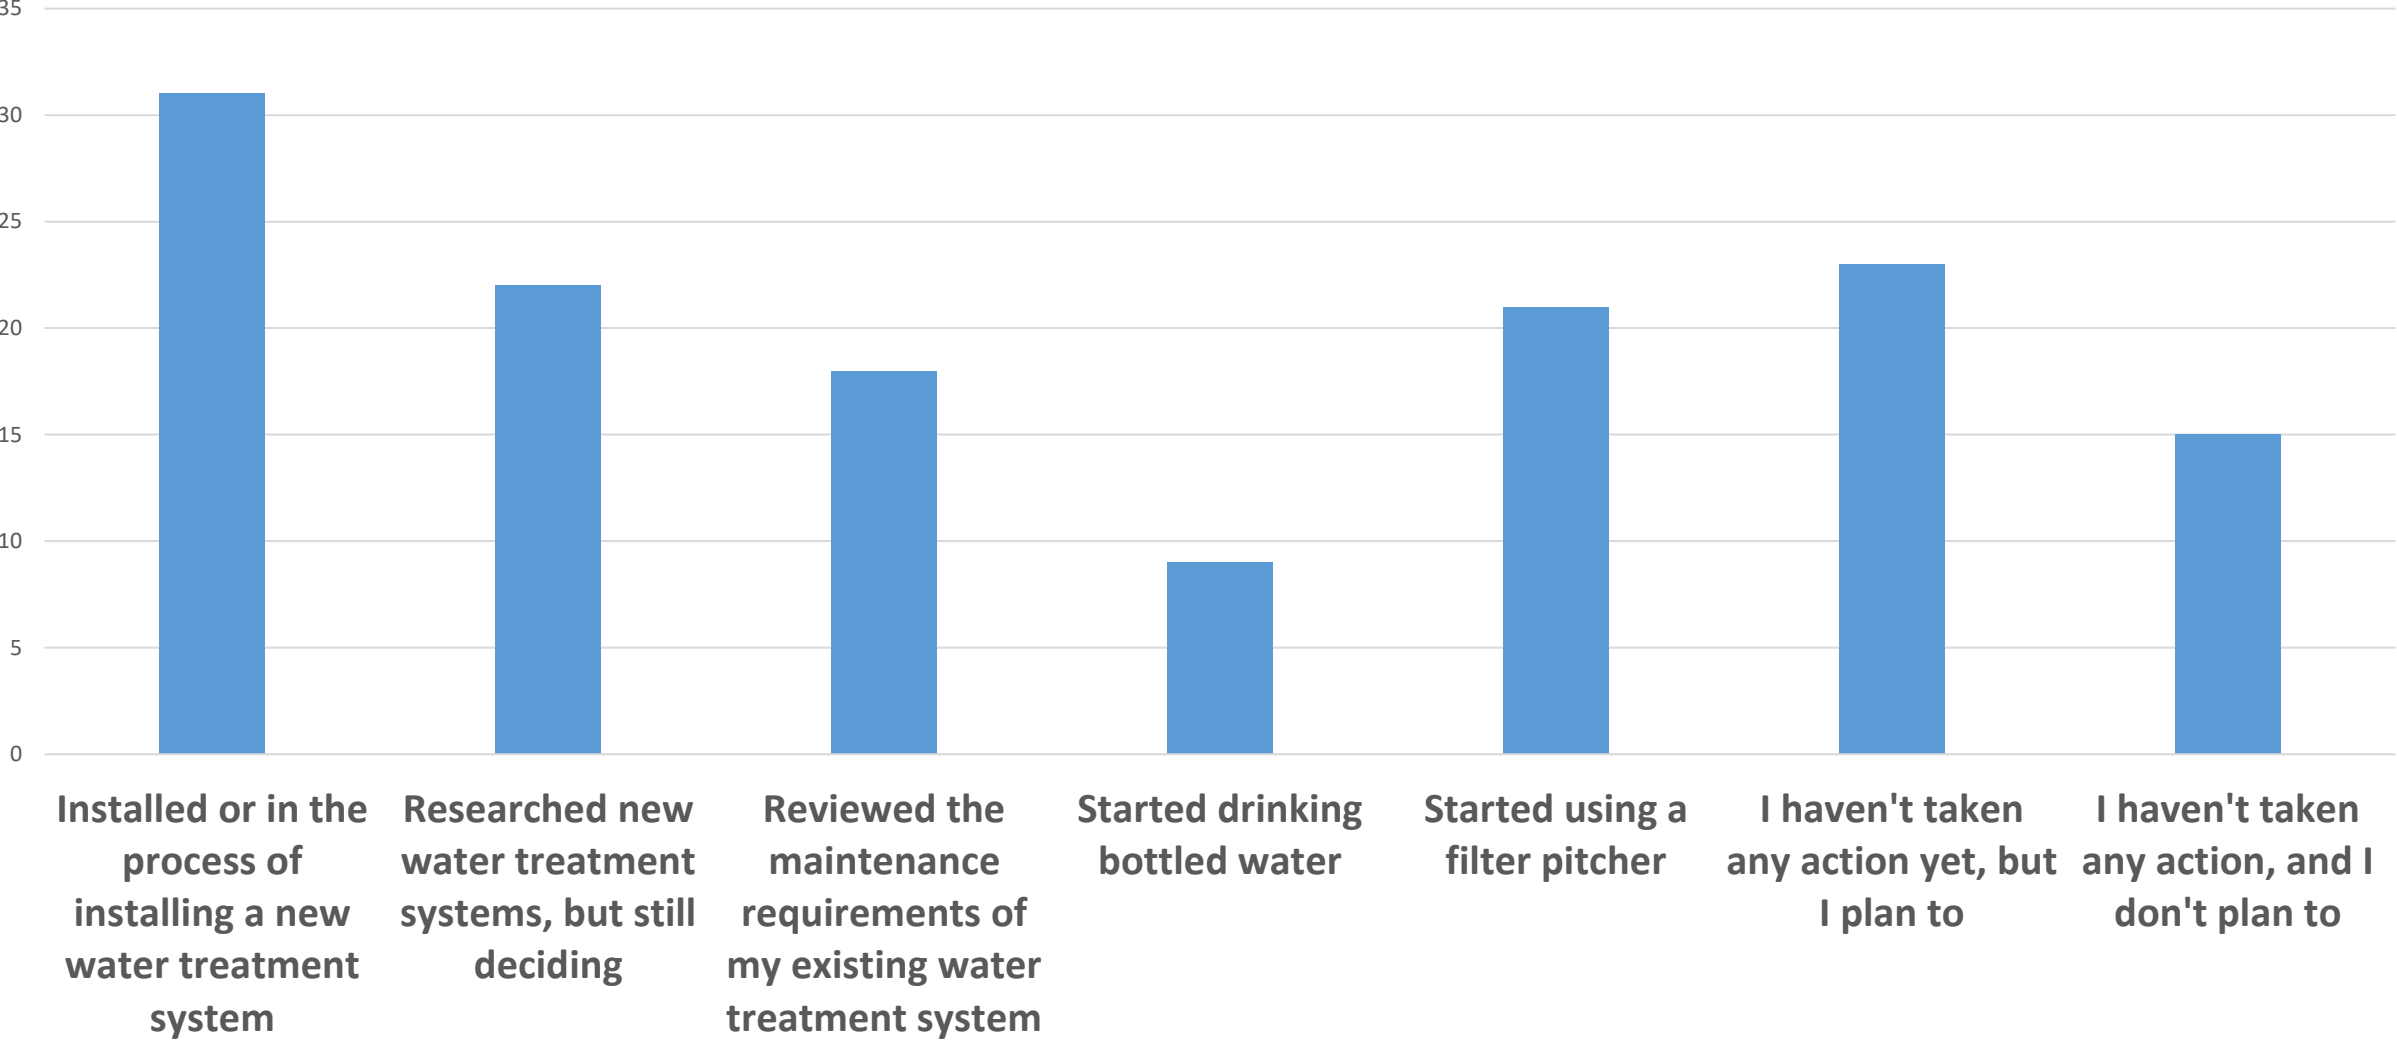 35
30
25
20
15
10
5
0
Installed or in the
process of
installing a new
water treatment
system
Researched new
water treatment
systems, but still
deciding
Reviewed the
maintenance
requirements of
my existing water
treatment system
Started drinking
bottled water
Started using a
filter pitcher
I haven't taken
any action yet, but
I plan to
I haven't taken
any action, and I
don't plan to